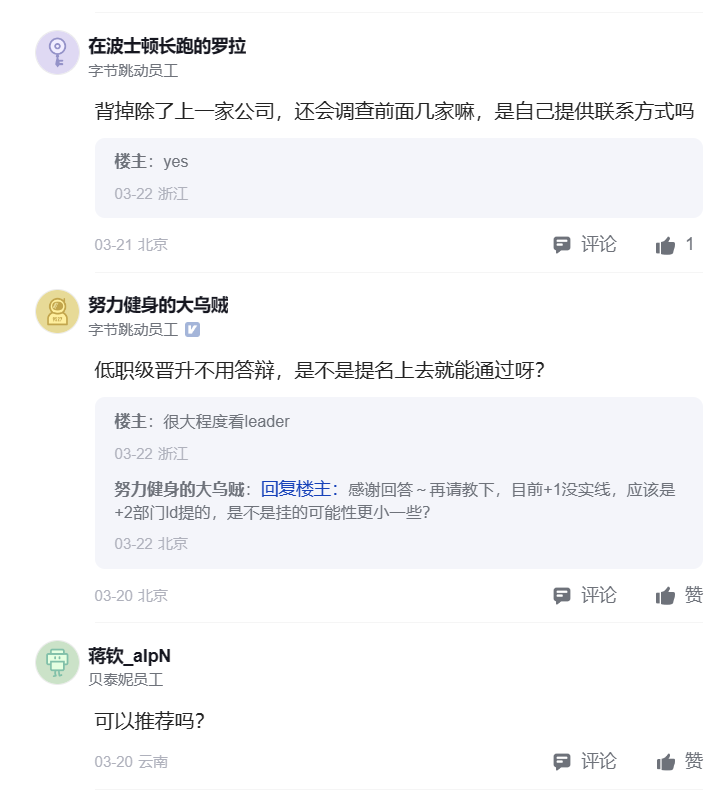 在波士顿长跑的罗拉
字节跳动员工
背掉除了上一家公司，还会调查前面几家嘛，是自己提供联系方式吗
楼主：yes
03-22 浙江
03-21 北京
评论
1
努力健身的大乌贼
字节跳动员工
低职级晋升不用答辩，是不是提名上去就能通过呀？
楼主：很大程度看leader
03-22 浙江
努力健身的大乌贼：回复楼主：感谢回答～再请教下，目前+1没实线，应该是
+2部门ld提的，是不是挂的可能性更小一些？
03-22 北京
03-20 北京
评论
赞
蒋钦_alpN
贝泰妮员工
可以推荐吗？
03-20 云南
评论
赞